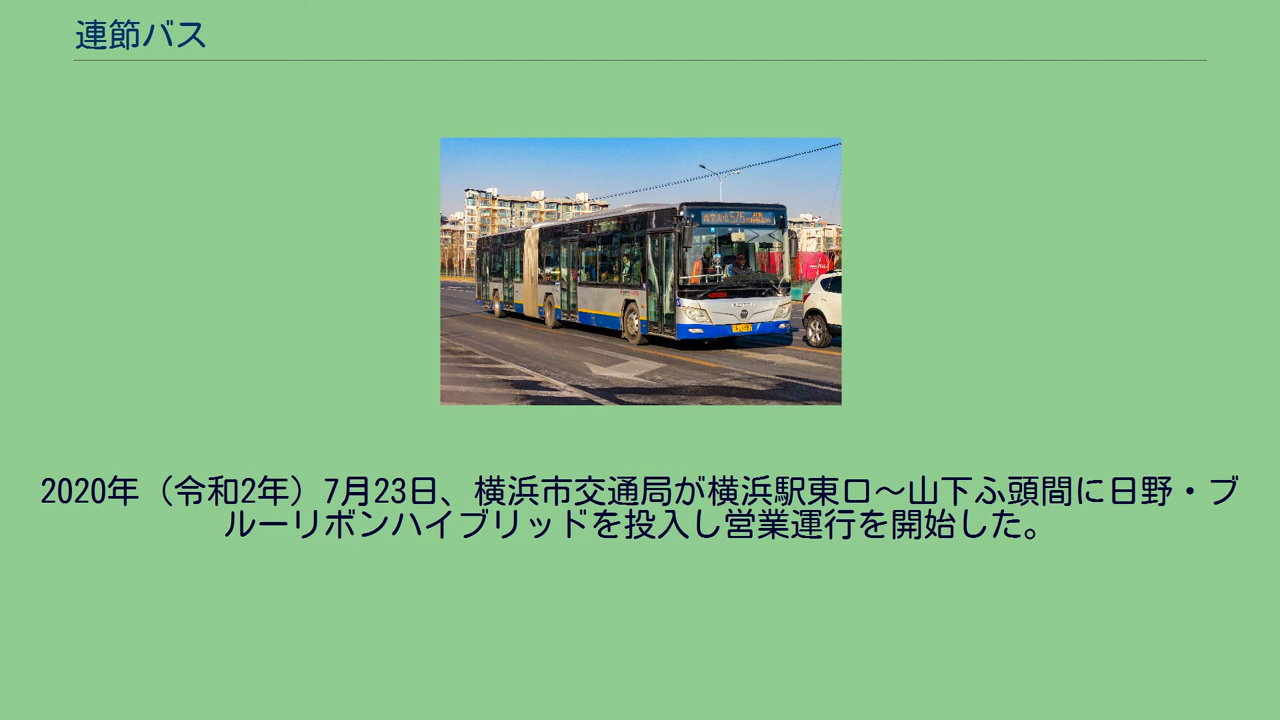 連節バス
2020年（令和2年）7月23日、横浜市交通局が横浜駅東口～山下ふ頭間に日野・ブ
ルーリボンハイブリッドを投入し営業運行を開始した。